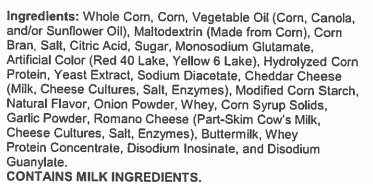 Ingredients: Whole Corn, Corn, Vegetable Oil (Corn, Canola,
and/or Sunflower Oil), Maltodextrin (Made from Corn), Corn
Bran, Salt, Citric Acid, Sugar, Monosodium Glutamate,
Artificial Color (Red 40 Lake, Yellow 6 Lake), Hydrolyzed Corn
Protein, Yeast Extract, Sodium Diacetate, Cheddar Cheese
(Milk, Cheese Cultures, Salt, Enzymes), Modified Corn Starch,
Natural Flavor, Onion Powder, Whey, Corn Syrup Solids,
Garlic Powder, Romano Cheese (Part-Skim Cow's Milk,
Cheese Cultures, Salt, Enzymes), Buttermilk, Whey
Protein Concentrate, Disodium Inosinate, and Disodium
Guanylate.
CONTAINS MILK INGREDIENTS.